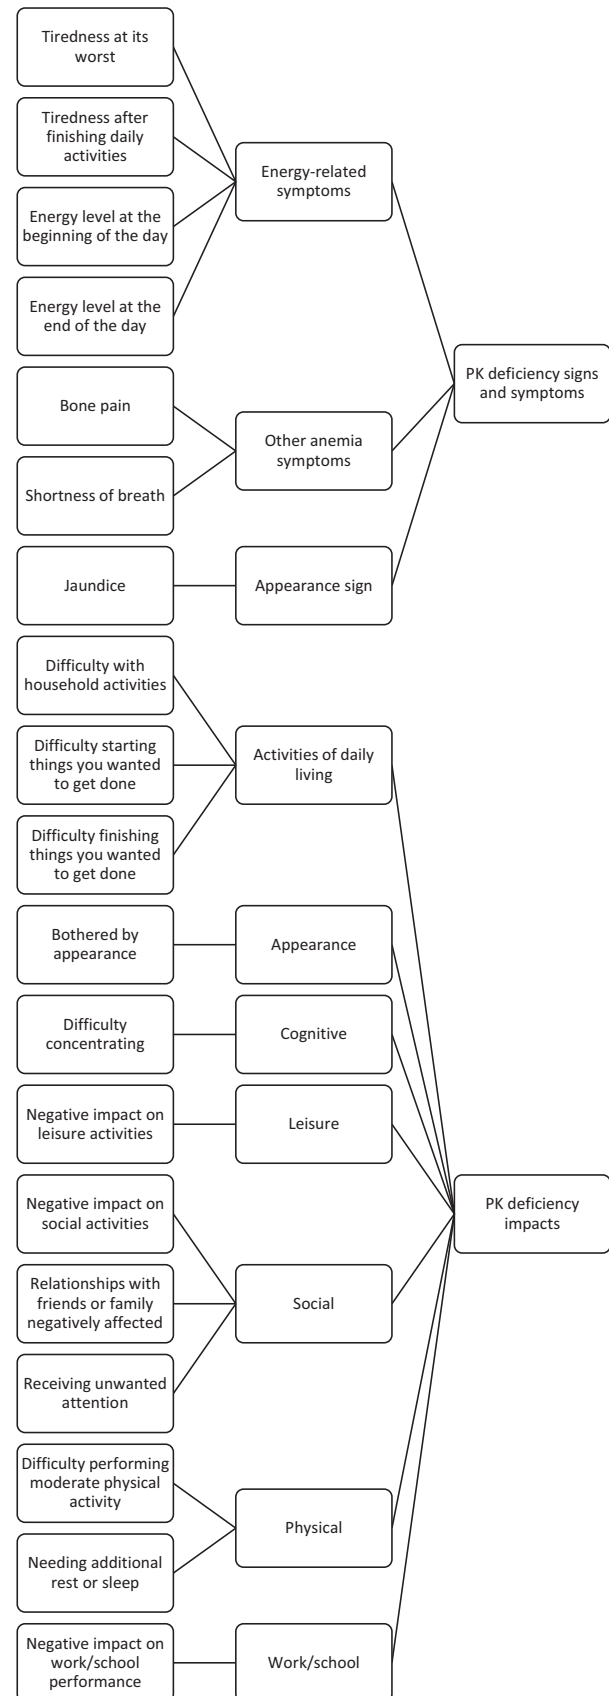 Tiredness at its
worst
Tiredness after
finishing daily
activities
Energy level at the
beginning of the day
Energy level at the
end of the day
Energy-related
symptoms
Bone pain
Shortness of breath
Other anemia
symptoms
Jaundice
Appearance sign
PK deficiency signs
and symptoms
Difficulty with
household activities
Difficulty starting
things you wanted
to get done
Difficulty finishing
things you wanted
to get done
Activities of daily
living
Bothered by
appearance
Appearance
Difficulty
concentrating
Cognitive
Negative impact on
leisure activities
Leisure
Negative impact on
social activities
Relationships with
friends or family
negatively affected
Receiving unwanted
attention
Social
Difficulty performing
moderate physical
activity
Needing additional
rest or sleep
Physical
Negative impact on
work/school
performance
Work/school
PK deficiency
impacts